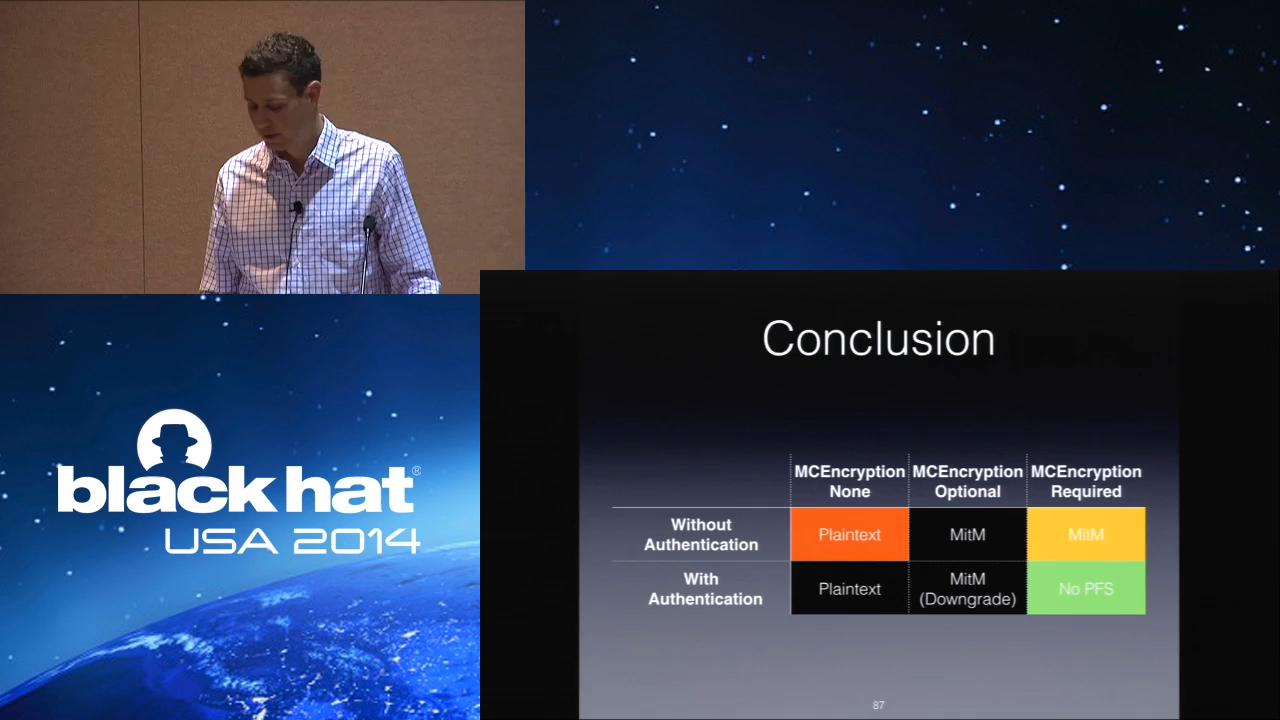 black hat®
USA 2014
Conclusion
MCEncryption None
MCEncryption Optional
MCEncryption Required
Without Authentication
Plaintext
MitM
MitM
With Authentication
Plaintext
MitM (Downgrade)
No PFS
87